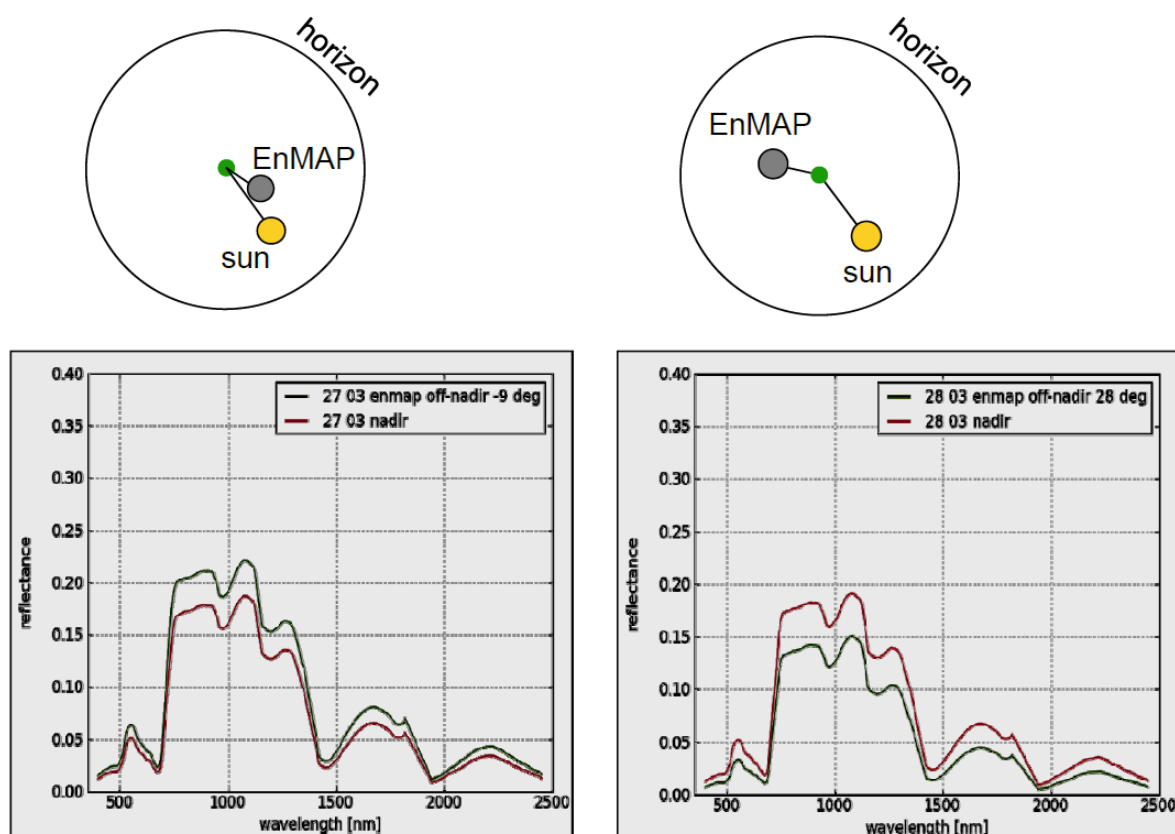 horizon
EnMAP
sun
horizon
EnMAP
sun
0.40
0.35
0.30
0.25
0.20
0.15
0.10
0.05
0.00
reflectance
27 03 enmap off-nadir -9 deg
27 03 nadir
500
1000
1500
2000
2500
wavelength [nm]
0.40
0.35
0.30
0.25
0.20
0.15
0.10
0.05
0.00
reflectance
28 03 enmap off-nadir 28 deg
28 03 nadir
500
1000
1500
2000
2500
wavelength [nm]